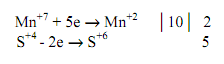 Mn⁺⁷ + 5e → Mn⁺² |10| 2
S⁺⁴ - 2e → S⁺⁶ 5